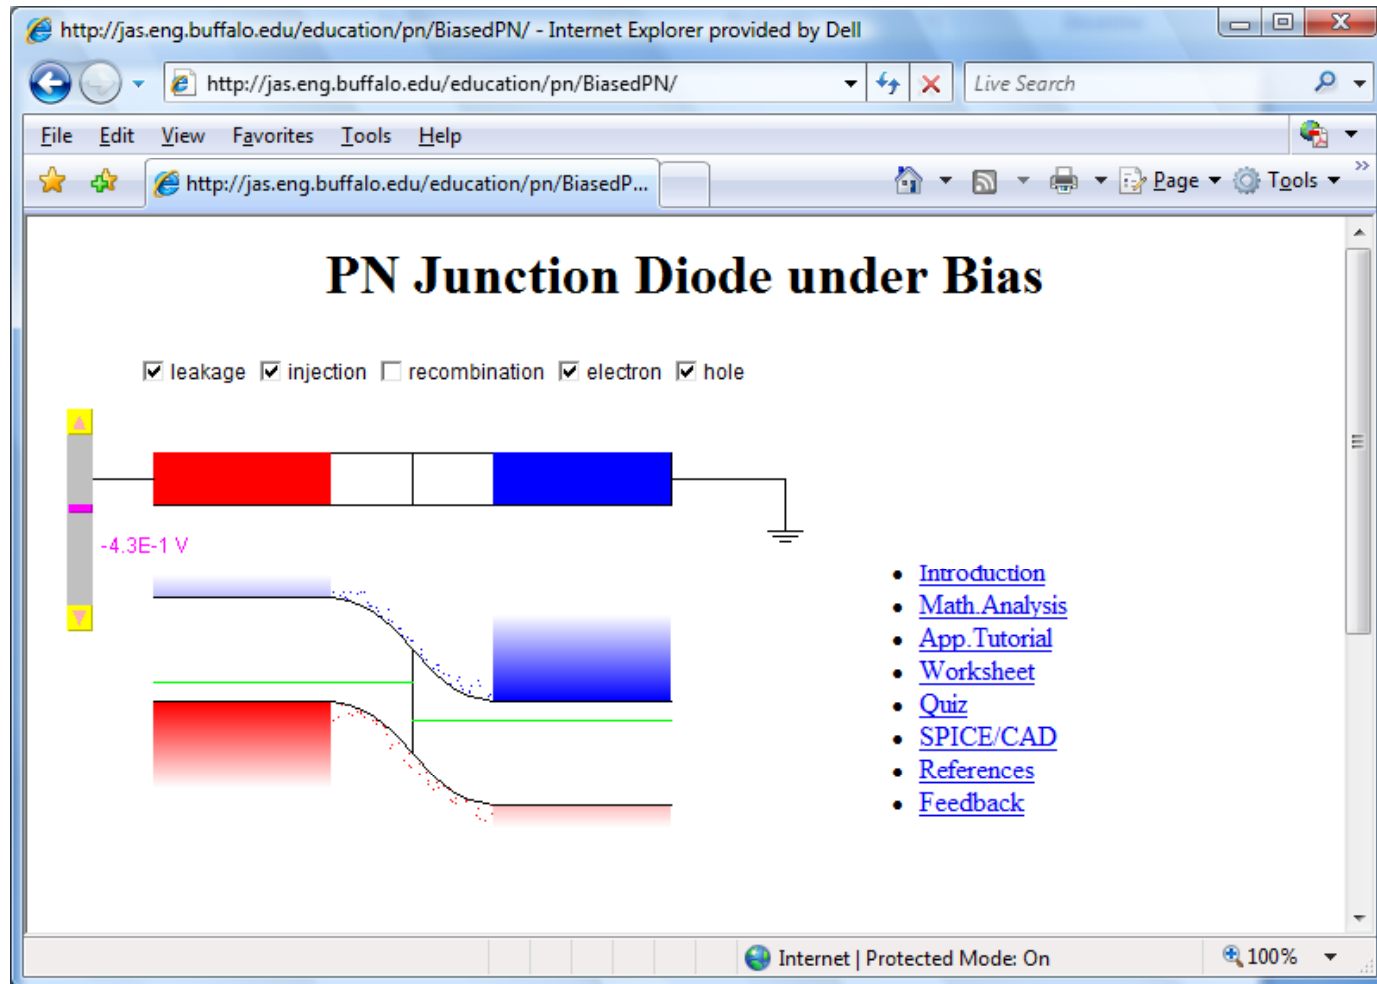 http://jas.eng.buffalo.edu/education/pn/BiasedPN/ - Internet Explorer provided by Dell
http://jas.eng.buffalo.edu/education/pn/BiasedPN/
Live Search
File Edit View Favorites Tools Help
http://jas.eng.buffalo.edu/education/pn/BiasedP...
Page Tools
PN Junction Diode under Bias
leakage injection recombination electron hole
-4.3E-1 V
Introduction
Math.Analysis
App.Tutorial
Worksheet
Quiz
SPICE/CAD
References
Feedback
Internet | Protected Mode: On
100%